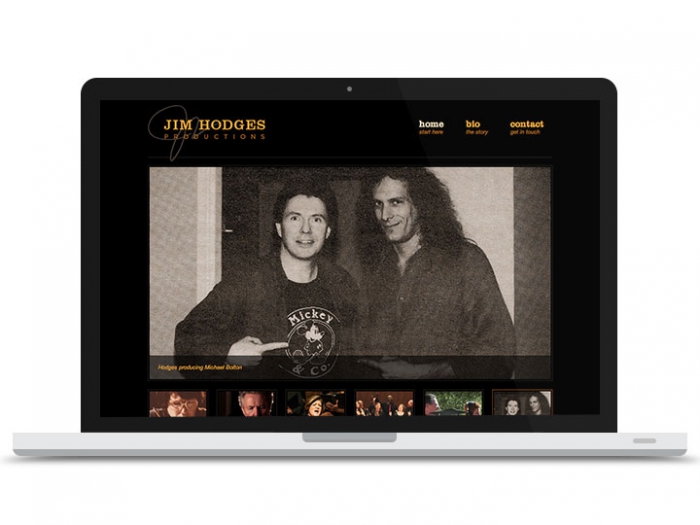 JIM HODGES
PRODUCTIONS
home
start here
bio
the story
contact
get in touch
Mickey
& Co.
Hodges producing Michael Bolton